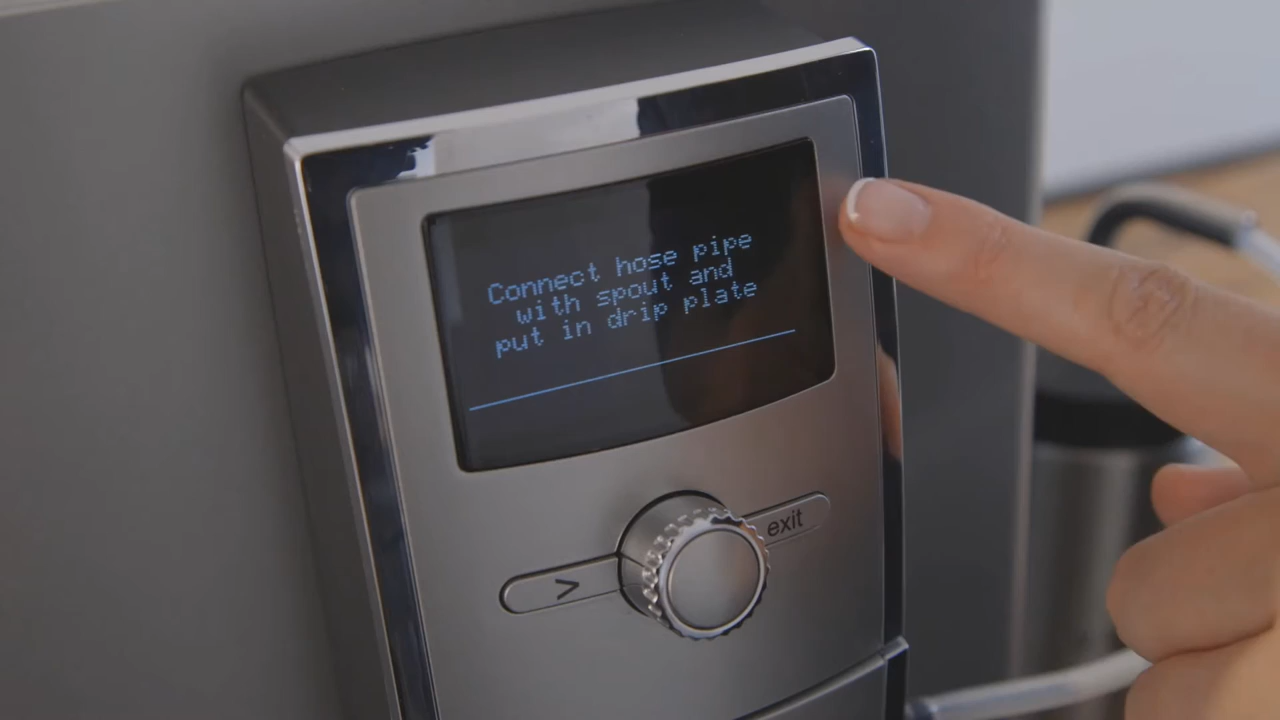 Connect hose pipe
with spout and
put in drip plate
> exit